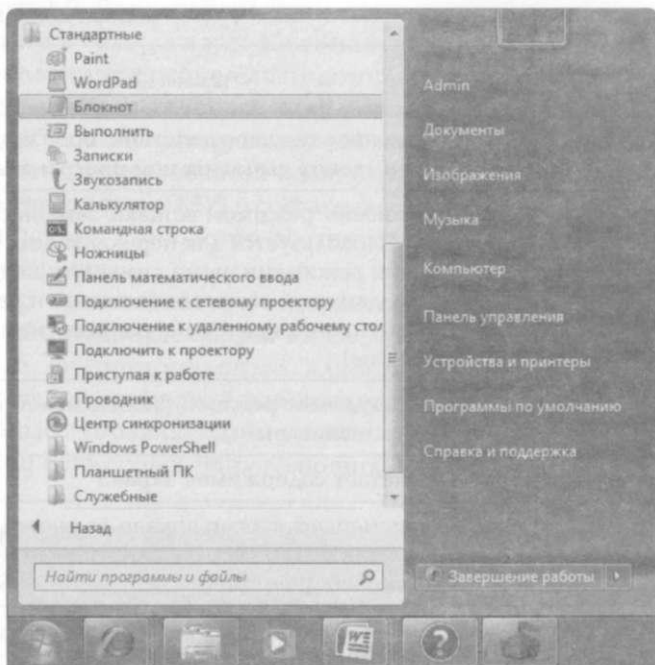 Стандартные
Paint
WordPad
Блокнот
Выполнить
Записки
Звукозапись
Калькулятор
Командная строка
Ножницы
Панель математического ввода
Подключение к сетевому проектору
Подключение к удаленному рабочему стол
Подключить к проектору
Приступая к работе
Проводник
Центр синхронизации
Windows PowerShell
Планшетный ПК
Служебные
Назад
Найти программы и файлы
Admin
Документы
Изображения
Музыка
Компьютер
Панель управления
Устройства и принтеры
Программы по умолчанию
Справка и поддержка
Завершение работы